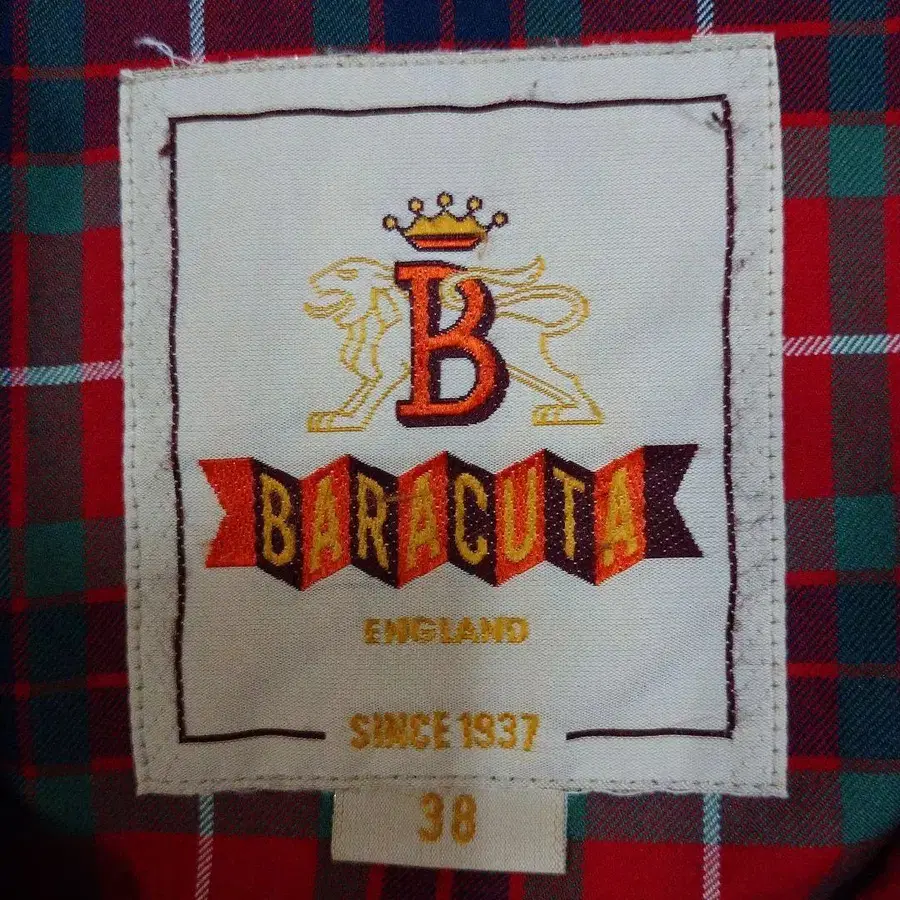 B
BARACUTA
ENGLAND
SINCE 1937
38